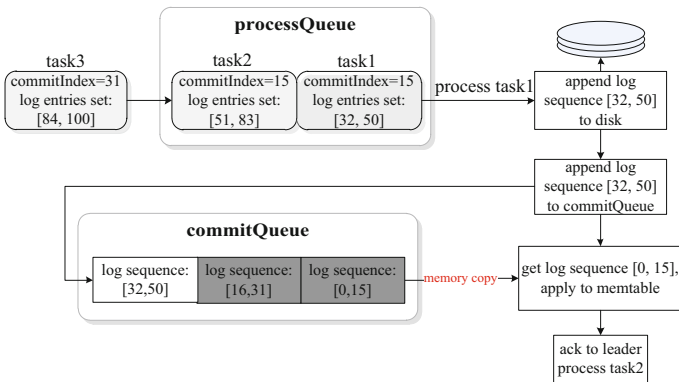 processQueue
task3
commitIndex=31
log entries set:
[84, 100]
task2
commitIndex=15
log entries set:
[51, 83]
task1
commitIndex=15
log entries set:
[32, 50]
process task1
append log
sequence [32, 50]
to disk
append log
sequence [32, 50]
to commitQueue
commitQueue
log sequence:
[32,50]
log sequence:
[16,31]
log sequence:
[0,15]
memory copy
get log sequence [0, 15],
apply to memtable
ack to leader
process task2